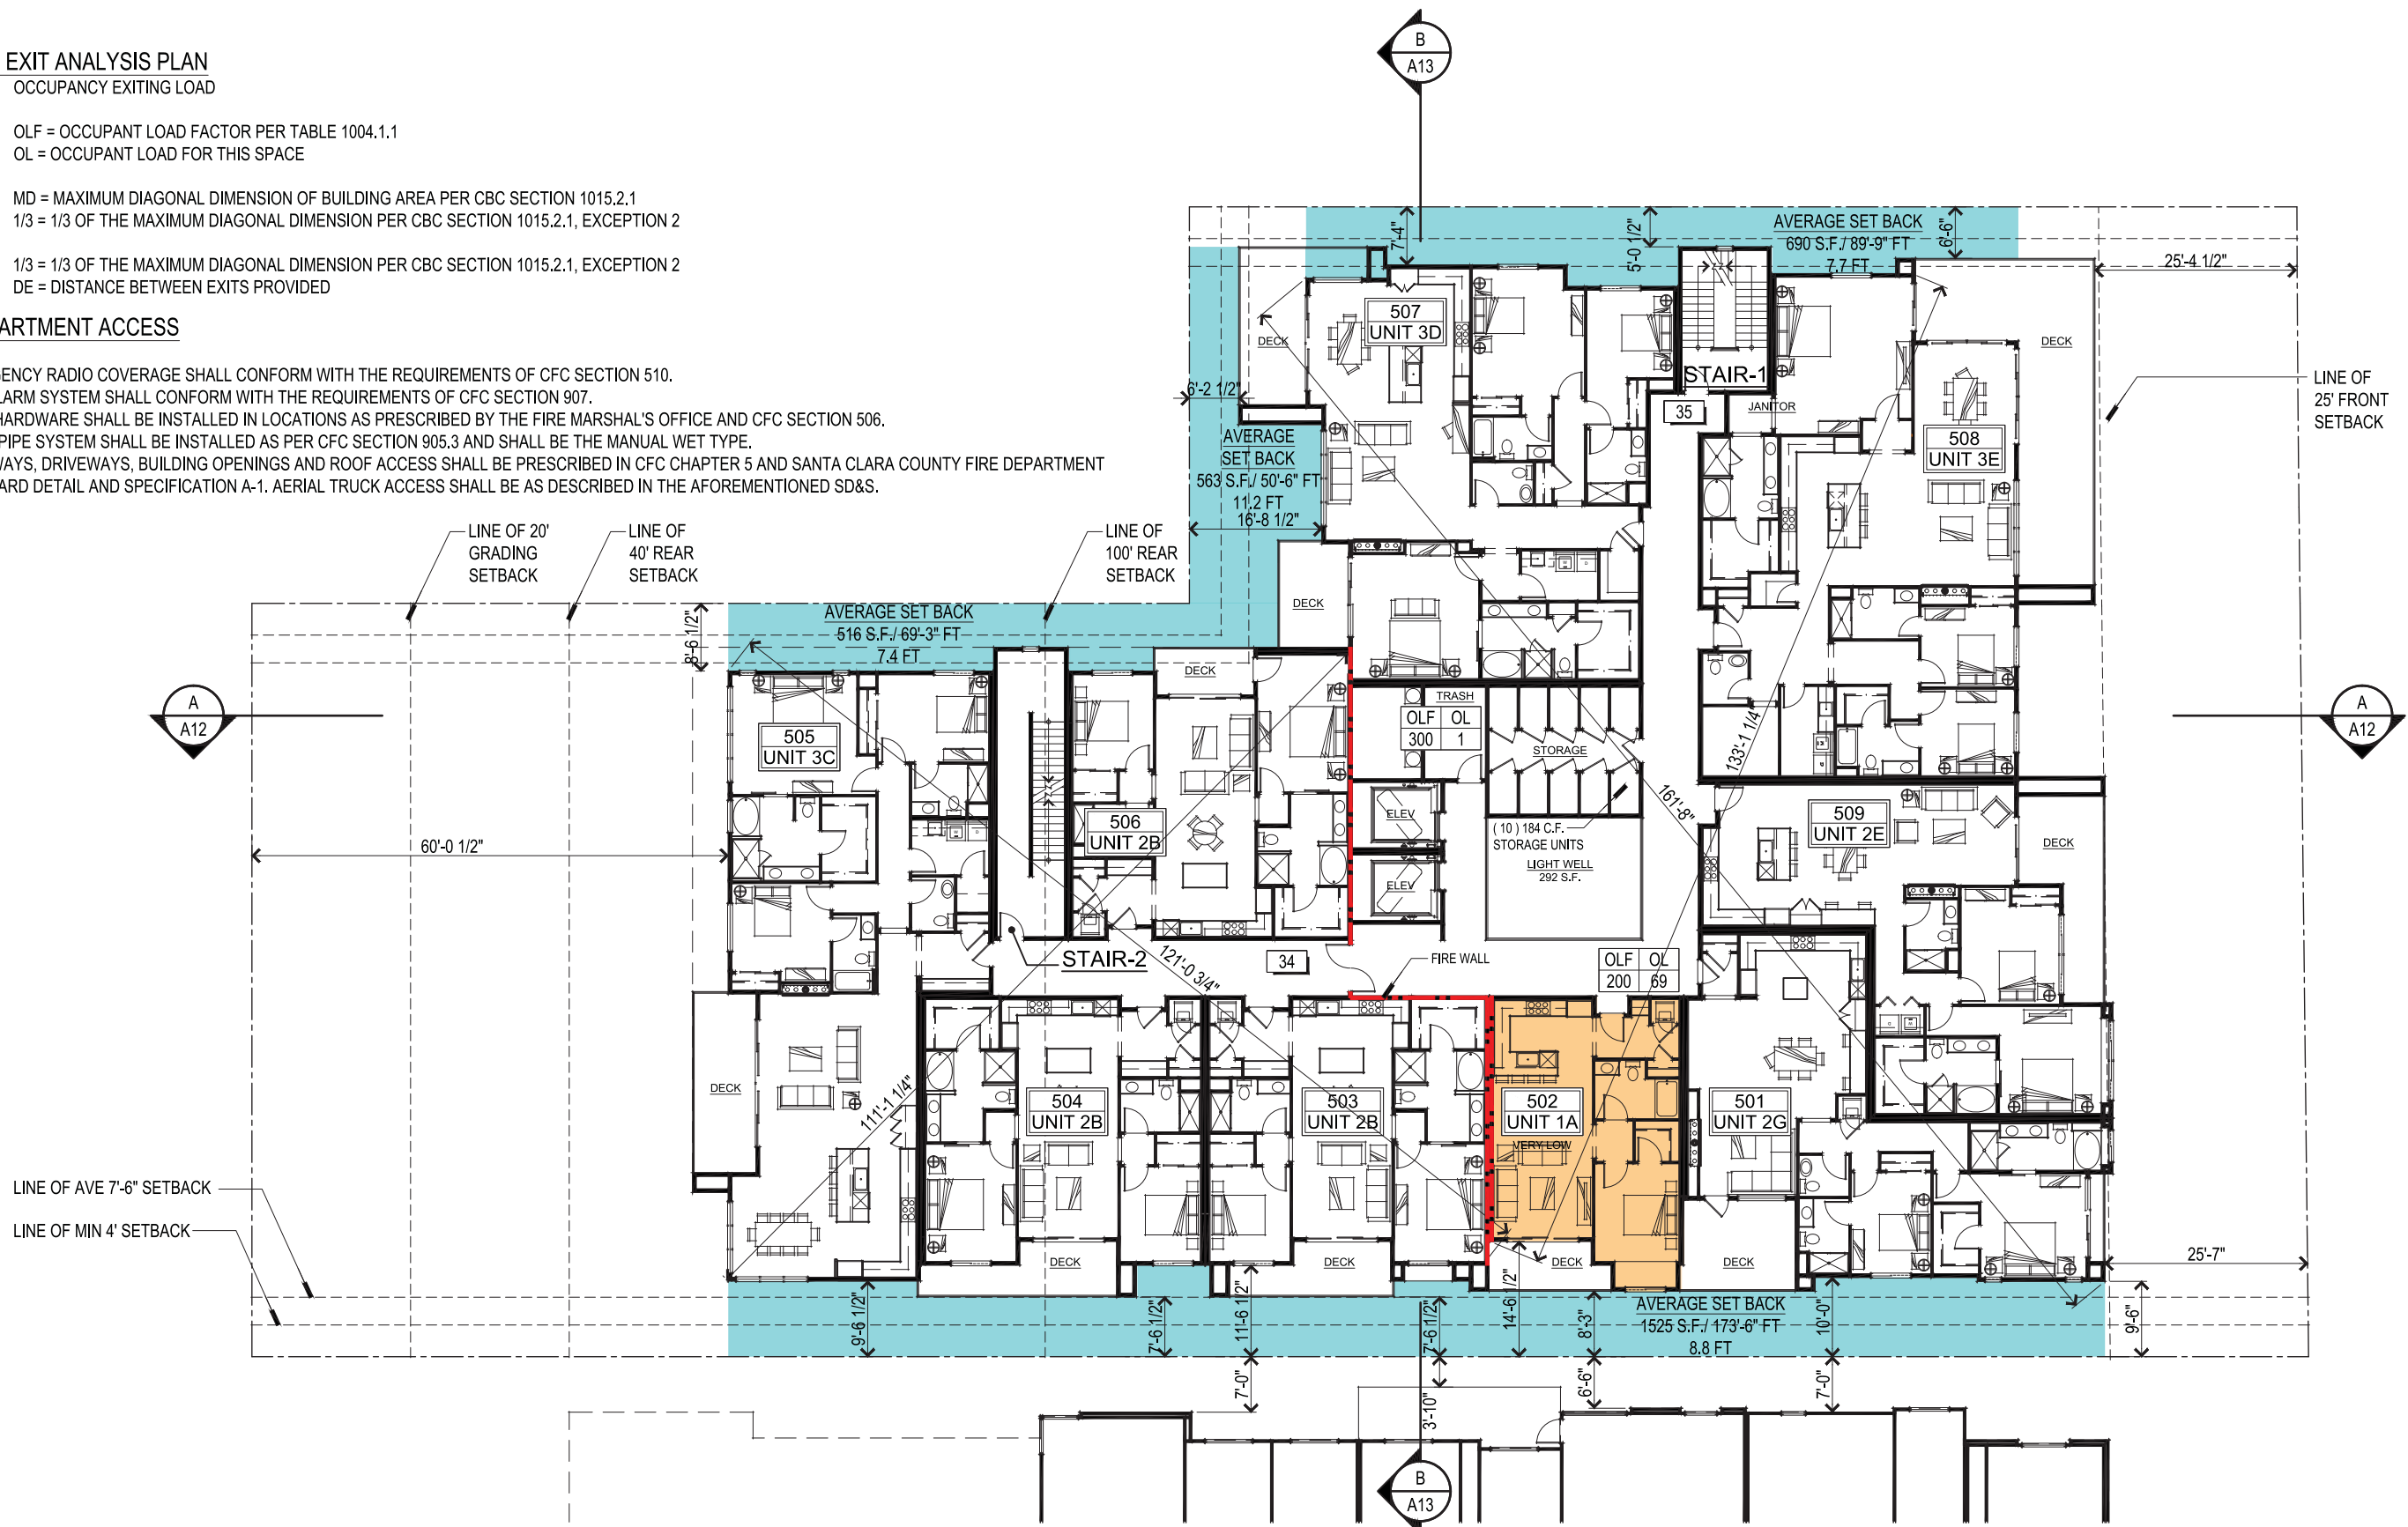 EXIT ANALYSIS PLAN
OCCUPANCY EXITING LOAD
OLF = OCCUPANT LOAD FACTOR PER TABLE 1004.1.1
OL = OCCUPANT LOAD FOR THIS SPACE
MD = MAXIMUM DIAGONAL DIMENSION OF BUILDING AREA PER CBC SECTION 1015.2.1
1/3 = 1/3 OF THE MAXIMUM DIAGONAL DIMENSION PER CBC SECTION 1015.2.1, EXCEPTION 2
1/3 = 1/3 OF THE MAXIMUM DIAGONAL DIMENSION PER CBC SECTION 1015.2.1, EXCEPTION 2
DE = DISTANCE BETWEEN EXITS PROVIDED
ARTMENT ACCESS
ENCY RADIO COVERAGE SHALL CONFORM WITH THE REQUIREMENTS OF CFC SECTION 510.
LARM SYSTEM SHALL CONFORM WITH THE REQUIREMENTS OF CFC SECTION 907.
HARDWARE SHALL BE INSTALLED IN LOCATIONS AS PRESCRIBED BY THE FIRE MARSHAL'S OFFICE AND CFC SECTION 506.
PIPE SYSTEM SHALL BE INSTALLED AS PER CFC SECTION 905.3 AND SHALL BE THE MANUAL WET TYPE.
WAYS, DRIVEWAYS, BUILDING OPENINGS AND ROOF ACCESS SHALL BE PRESCRIBED IN CFC CHAPTER 5 AND SANTA CLARA COUNTY FIRE DEPARTMENT
ARD DETAIL AND SPECIFICATION A-1. AERIAL TRUCK ACCESS SHALL BE AS DESCRIBED IN THE AFOREMENTIONED SD&S.
B
A13
7'-4"
5'-0 1/2"
AVERAGE SET BACK
690 S.F./ 89'-9" FT
7.7 FT
6'-6"
25'-4 1/2"
507
UNIT 3D
DECK
STAIR-1
35
JANITOR
DECK
508
UNIT 3E
LINE OF
25' FRONT
SETBACK
6'-2 1/2"
AVERAGE
SET BACK
563 S.F./ 50'-6" FT
11.2 FT
16'-8 1/2"
LINE OF 20'
GRADING
SETBACK
LINE OF
40' REAR
SETBACK
LINE OF
100' REAR
SETBACK
DECK
AVERAGE SET BACK
516 S.F./ 69'-3" FT
7.4 FT
8'-6 1/2"
A
A12
505
UNIT 3C
DECK
506
UNIT 2B
TRASH
OLF OL
300 1
STORAGE
133'-1 1/4"
161'-8"
A
A12
ELEV
ELEV
( 10 ) 184 C.F.
STORAGE UNITS
LIGHT WELL
292 S.F.
509
UNIT 2E
DECK
60'-0 1/2"
STAIR-2
121'-0 3/4"
34
FIRE WALL
OLF OL
200 69
DECK
111'-1 1/4"
504
UNIT 2B
503
UNIT 2B
502
UNIT 1A
VERY LOW
501
UNIT 2G
LINE OF AVE 7'-6" SETBACK
LINE OF MIN 4' SETBACK
DECK
DECK
DECK
DECK
25'-7"
9'-6 1/2"
7'-6 1/2"
11'-6 1/2"
7'-6 1/2"
14'-6 1/2"
8'-3"
AVERAGE SET BACK
1525 S.F./ 173'-6" FT
8.8 FT
10'-0"
9'-6"
7'-0"
3'-10"
6'-6"
7'-0"
B
A13